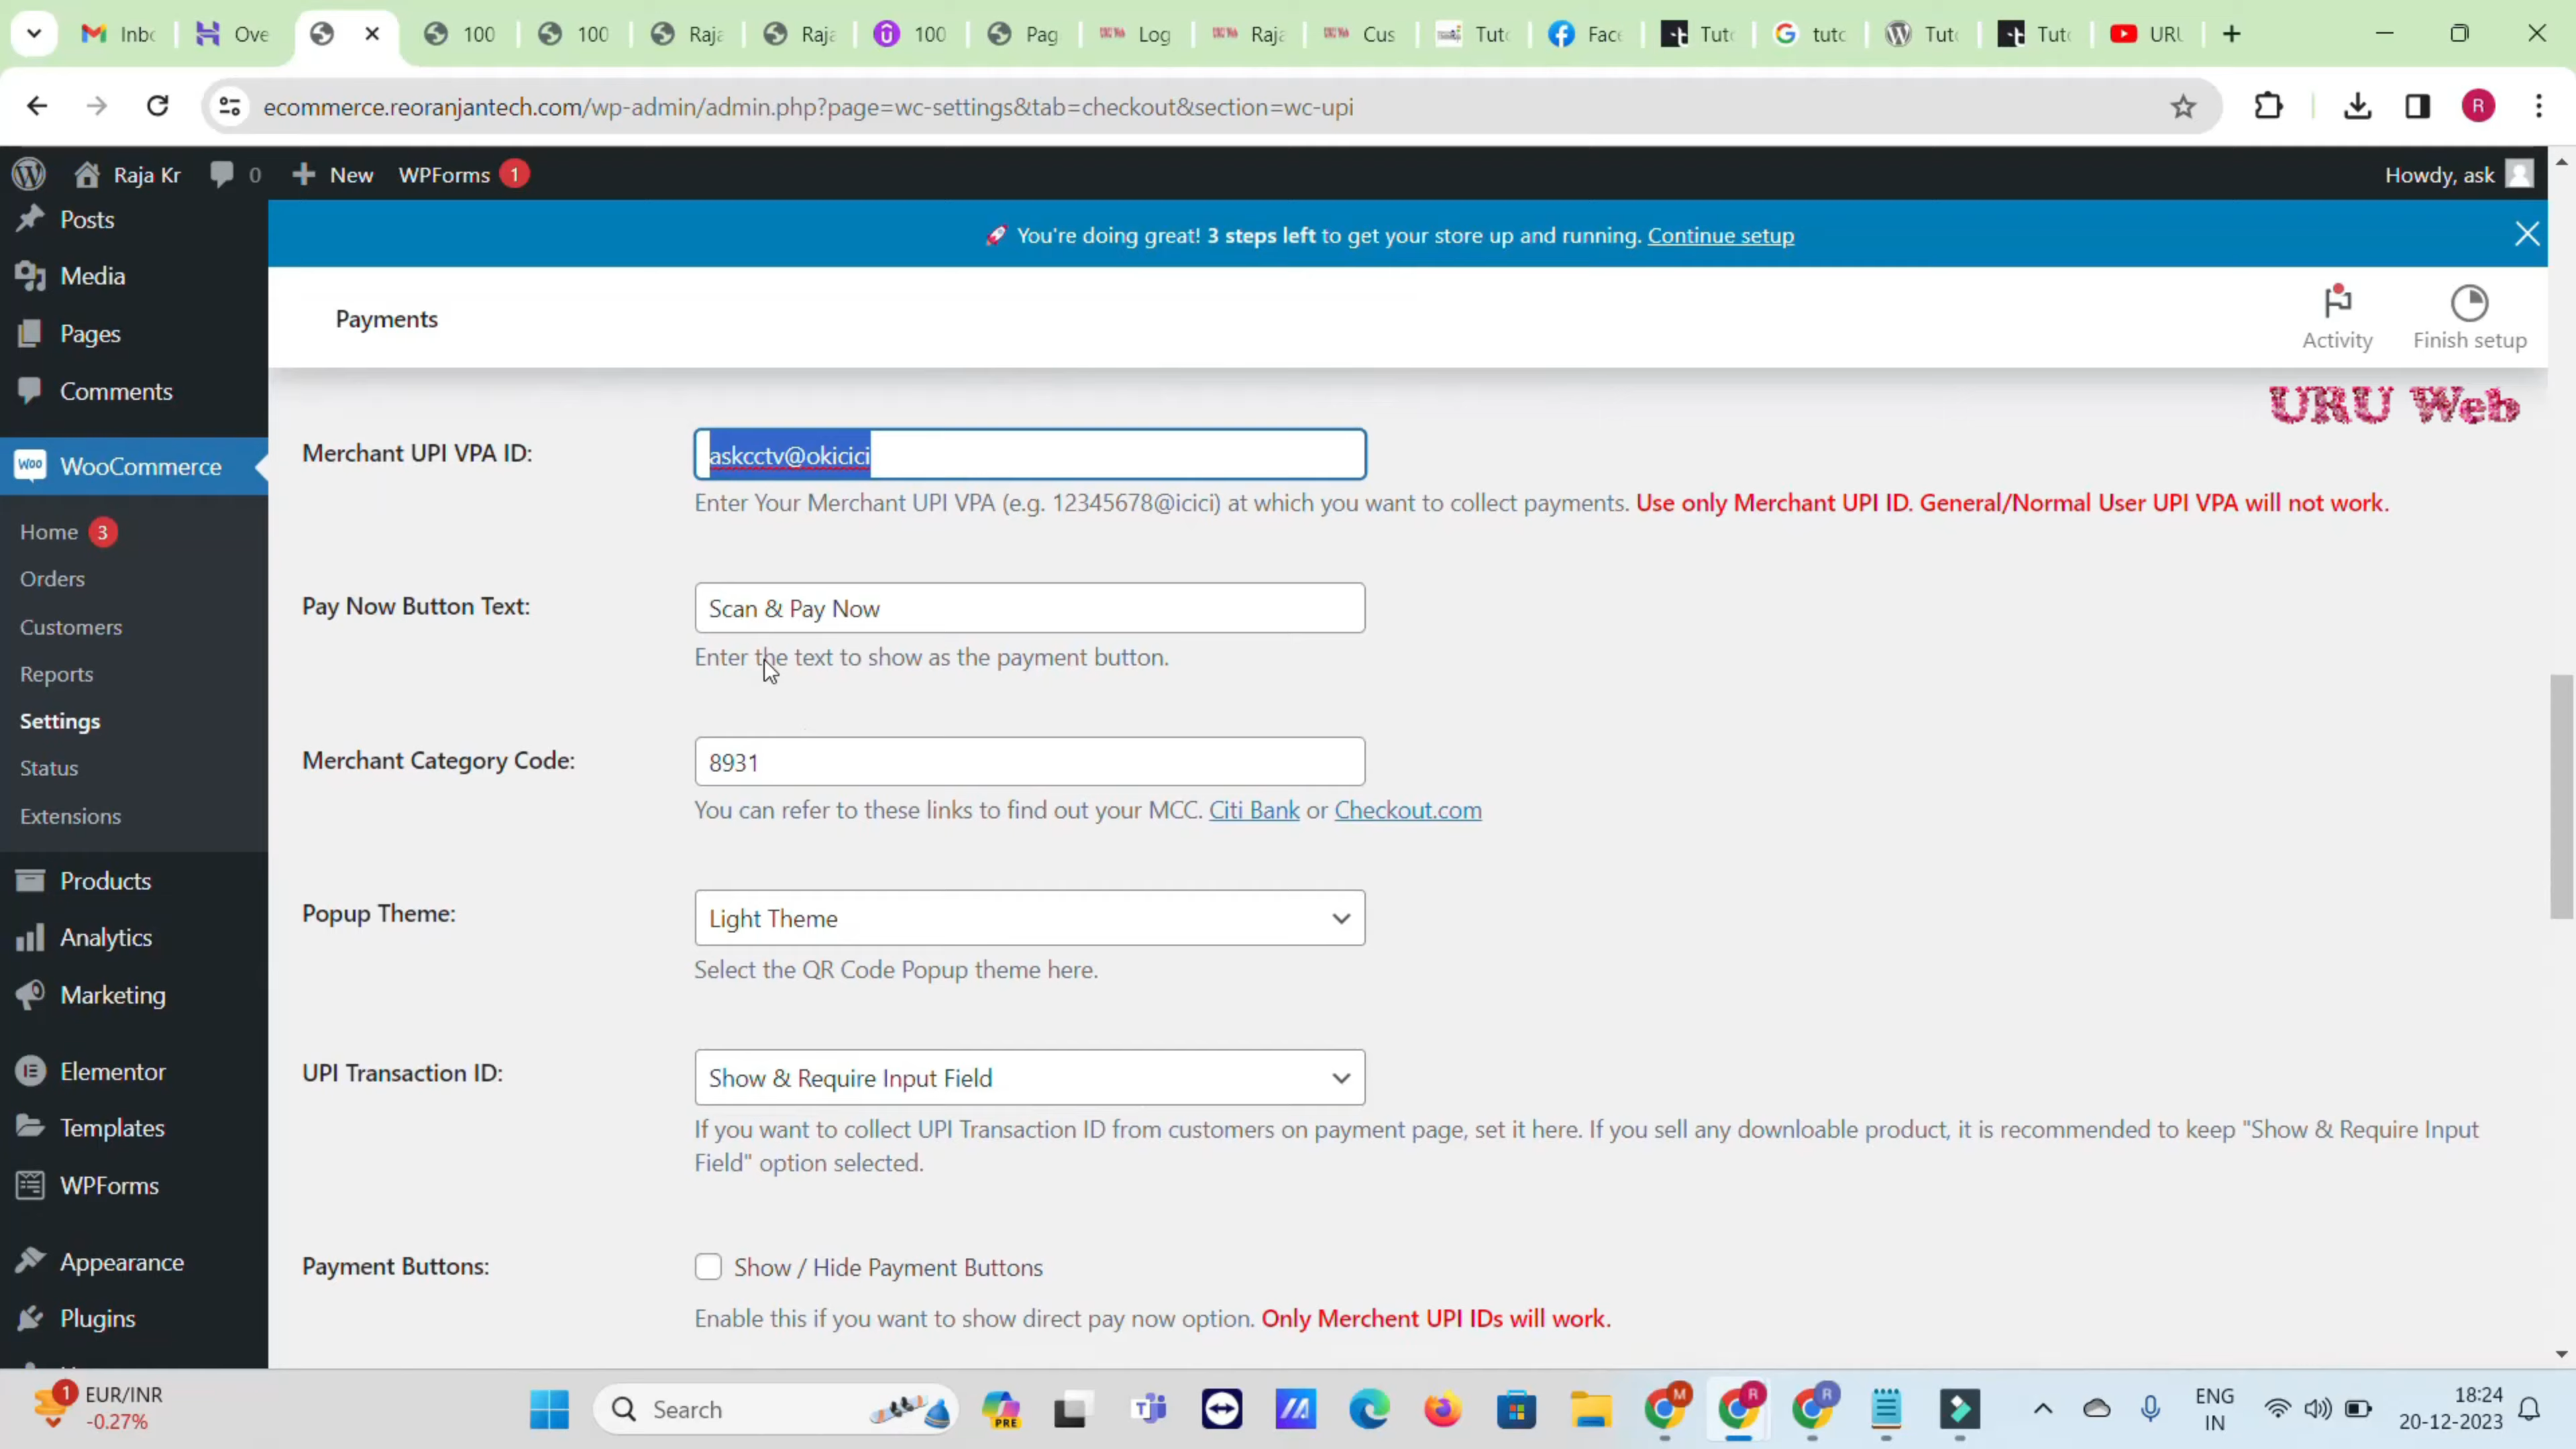 Inbo
Ove
100
100
Raja
Raja
100
Pag
Log
Raja
Cus
Tuto
Face
Tuto
tuto
Tuto
Tuto
URU
ecommerce.reoranjantech.com/wp-admin/admin.php?page=wc-settings&tab=checkout&section=wc-upi
R
Raja Kr
0
New
WPForms 1
Howdy, ask
🚀 You're doing great! 3 steps left to get your store up and running. Continue setup
Payments
Activity
Finish setup
URU Web
Posts
Media
Pages
Comments
WooCommerce
Home 3
Orders
Customers
Reports
Settings
Status
Extensions
Products
Analytics
Marketing
Elementor
Templates
WPForms
Appearance
Plugins
Merchant UPI VPA ID:
askcctv@okicici
Enter Your Merchant UPI VPA (e.g. 12345678@icici) at which you want to collect payments. Use only Merchant UPI ID. General/Normal User UPI VPA will not work.
Pay Now Button Text:
Scan & Pay Now
Enter the text to show as the payment button.
Merchant Category Code:
8931
You can refer to these links to find out your MCC. Citi Bank or Checkout.com
Popup Theme:
Light Theme
Select the QR Code Popup theme here.
UPI Transaction ID:
Show & Require Input Field
If you want to collect UPI Transaction ID from customers on payment page, set it here. If you sell any downloable product, it is recommended to keep "Show & Require Input
Field" option selected.
Payment Buttons:
Show / Hide Payment Buttons
Enable this if you want to show direct pay now option. Only Merchent UPI IDs will work.
1
EUR/INR
-0.27%
Search
PRE
M
R
R
ENG
IN
18:24
20-12-2023